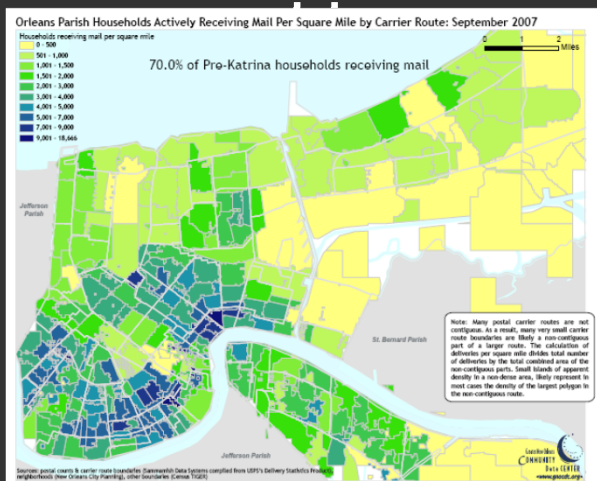 Orleans Parish Households Actively Receiving Mail Per Square Mile by Carrier Route: September 2007
Households receiving mail per square mile
0 - 500
501 - 1,000
1,001 - 1,500
1,501 - 2,000
2,001 - 3,000
3,001 - 4,000
4,001 - 5,000
5,001 - 7,000
7,001 - 9,000
9,001 - 18,666
0 1 2
Miles
70.0% of Pre-Katrina households receiving mail
Jefferson
Parish
St. Bernard Parish
Note: Many postal carrier routes are not
contiguous. As a result, many very small carrier
route boundaries are likely a non-contiguous
part of a larger route. The calculation of
deliveries per square mile divides total number
of deliveries by the total combined area of the
non-contiguous parts. Small islands of apparent
density in a non-dense area, likely represent in
most cases the density of the largest polygon in
the non contiguous route.
Jefferson Parish
Greater New Orleans
COMMUNITY
DATA CENTER
www.gnocdc.org
Sources: postal counts & carrier route boundaries (Sammamish Data Systems compiled from USPS's Delivery Statistics Product),
neighborhoods (New Orleans City Planning), other boundaries (Census TIGER)